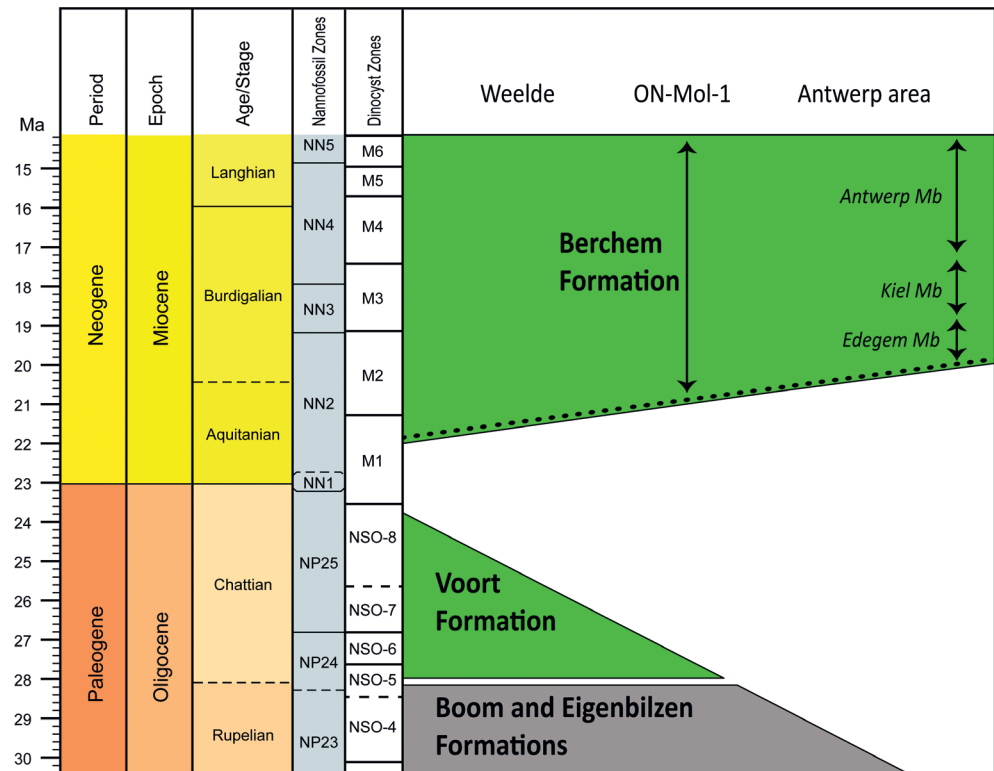 Ma
Period
Epoch
Age/Stage
Nannofossil Zones
Dinocyst Zones
Weelde
ON-Mol-1
Antwerp area
15
16
17
18
19
20
21
22
23
24
25
26
27
28
29
30
Neogene
Paleogene
Miocene
Oligocene
Langhian
Burdigalian
Aquitanian
Chattian
Rupelian
NN5
NN4
NN3
NN2
NN1
NP25
NP24
NP23
M6
M5
M4
M3
M2
M1
NSO-8
NSO-7
NSO-6
NSO-5
NSO-4
Berchem
Formation
Antwerp Mb
Kiel Mb
Edegem Mb
Voort
Formation
Boom and Eigenbilzen
Formations